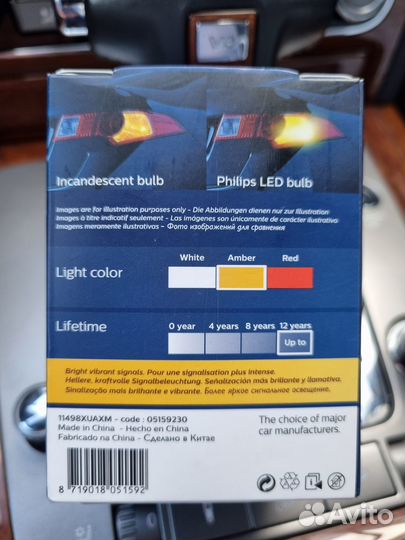 Incandescent bulb
Philips LED bulb
Images are for illustration purposes only - Die Abbildungen dienen nur zur Illustration
Images à titre indicatif seulement - Las imágenes son únicamente de carácter ilustrativo
Imagens meramente ilustrativas - Фото изображений для сравнения
Light color
White
Amber
Red
Lifetime
0 year
4 years
8 years
12 years
Up to
Bright vibrant signals. Pour une signalisation plus intense.
Hellere, kraftvolle Signalbeleuchtung. Señalización más brillante y llamativa.
Sinalização mais brilhante e vibrante. Более яркое сигнальное освещение.
11498XUAXM - code : 05159230
Made in China - Hecho en China
Fabricado na China - Сделано в Китае
The choice of major
car manufacturers.
8 719018 051592
Avito